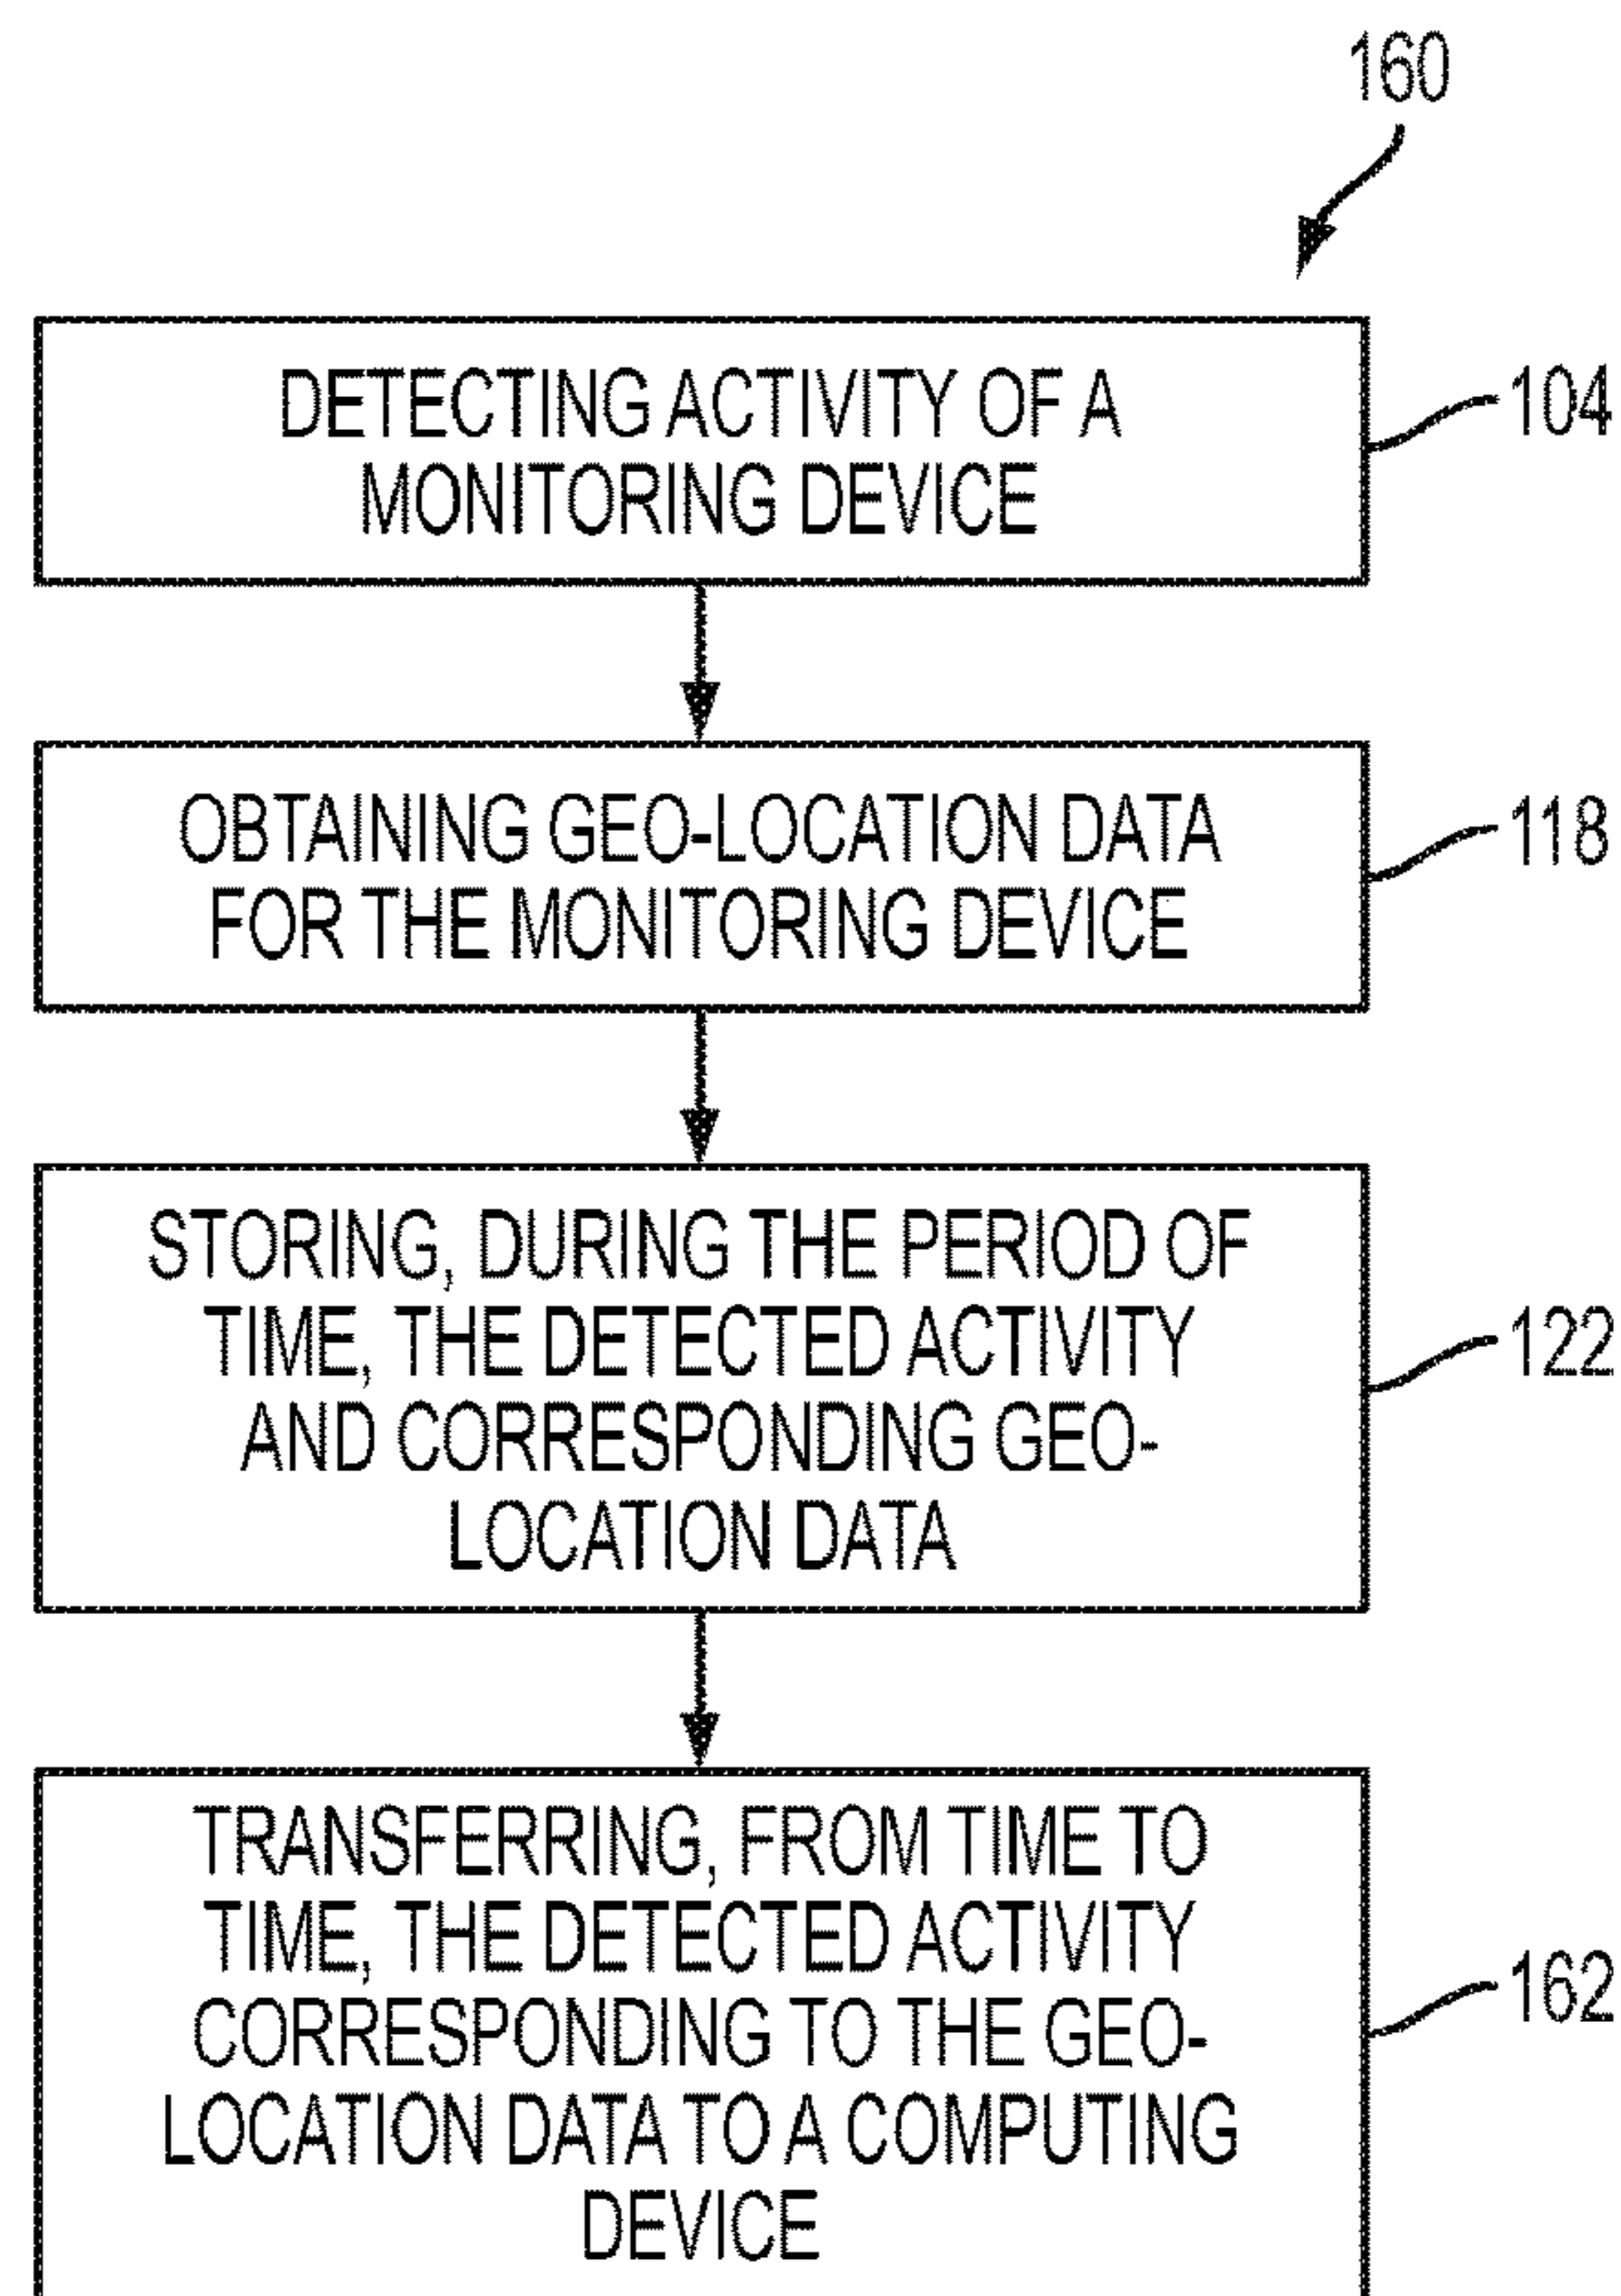 160
DETECTING ACTIVITY OF A
MONITORING DEVICE
104
OBTAINING GEO-LOCATION DATA
FOR THE MONITORING DEVICE
118
STORING, DURING THE PERIOD OF
TIME, THE DETECTED ACTIVITY
AND CORRESPONDING GEO-
LOCATION DATA
122
TRANSFERRING, FROM TIME TO
TIME, THE DETECTED ACTIVITY
CORRESPONDING TO THE GEO-
LOCATION DATA TO A COMPUTING
DEVICE
162